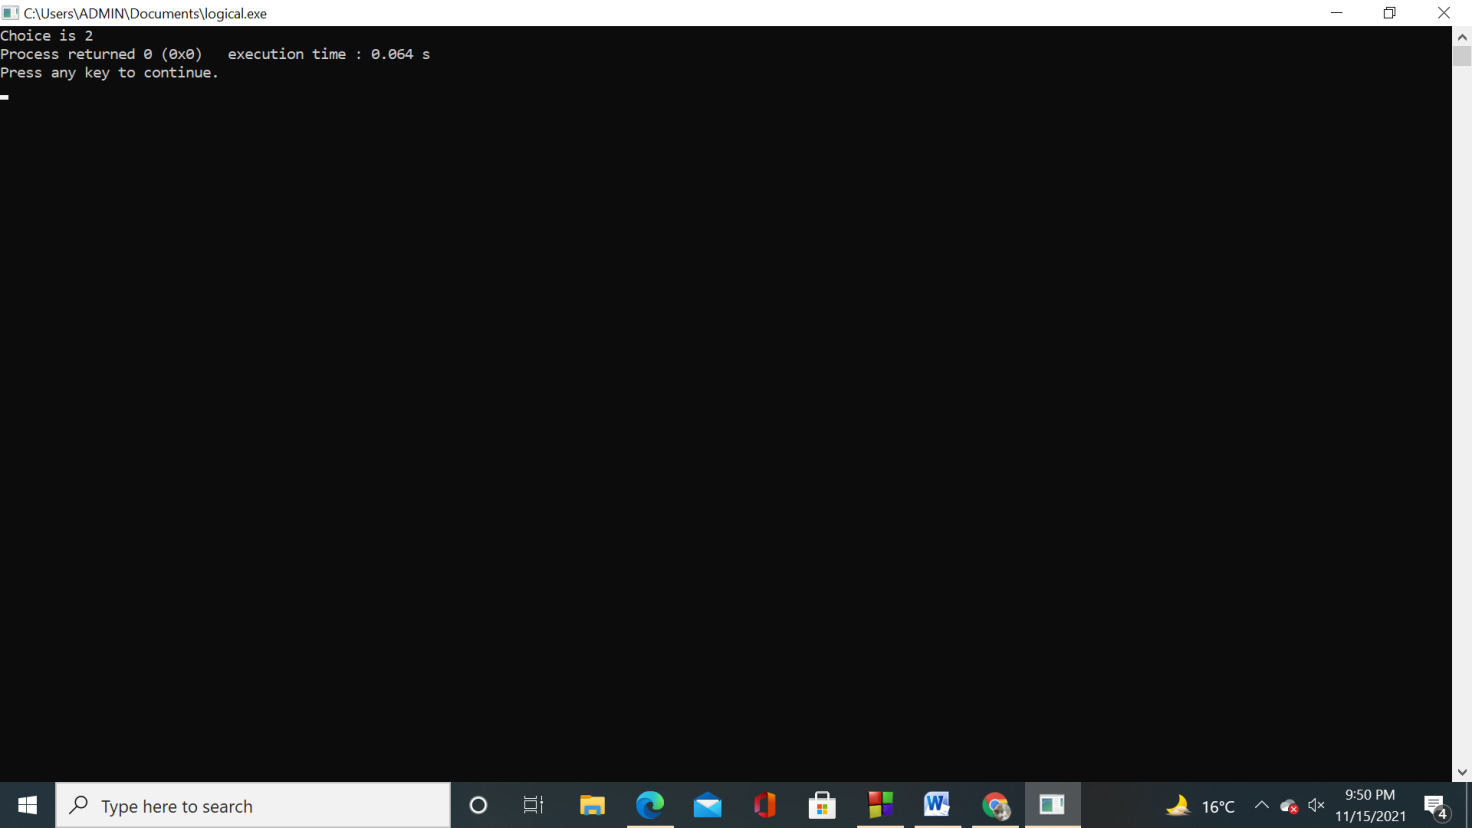 C:\Users\ADMIN\Documents\logical.exe
Choice is 2
Process returned 0 (0x0)   execution time : 0.064 s
Press any key to continue.
Type here to search
16°C
9:50 PM
11/15/2021
4